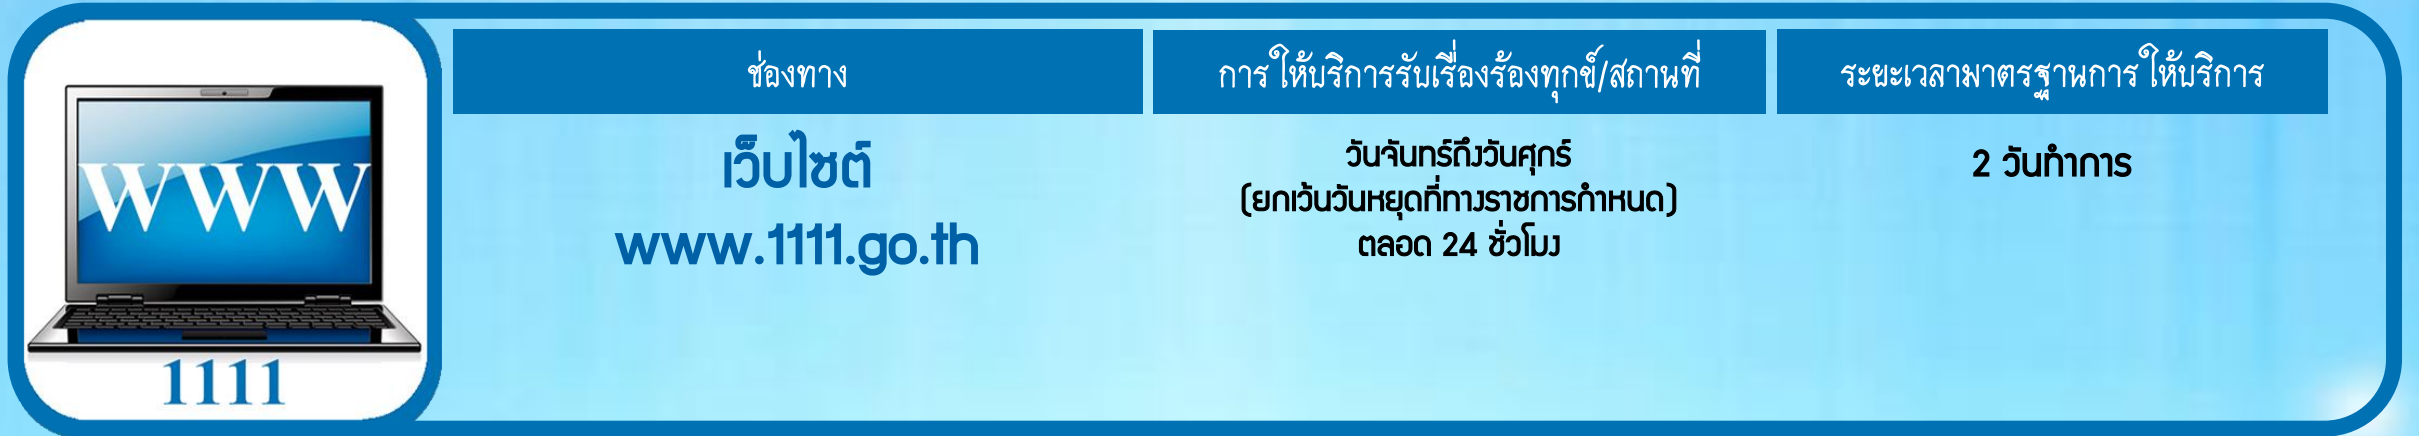 WWW
1111
ช่องทาง
การให้บริการรับเรื่องร้องทุกข์/สถานที่
ระยะเวลามาตรฐานการให้บริการ
เว็บไซต์
www.1111.go.th
วันจันทร์ถึงวันศุกร์
(ยกเว้นวันหยุดที่ทางราชการกำหนด)
ตลอด 24 ชั่วโมง
2 วันทำการ